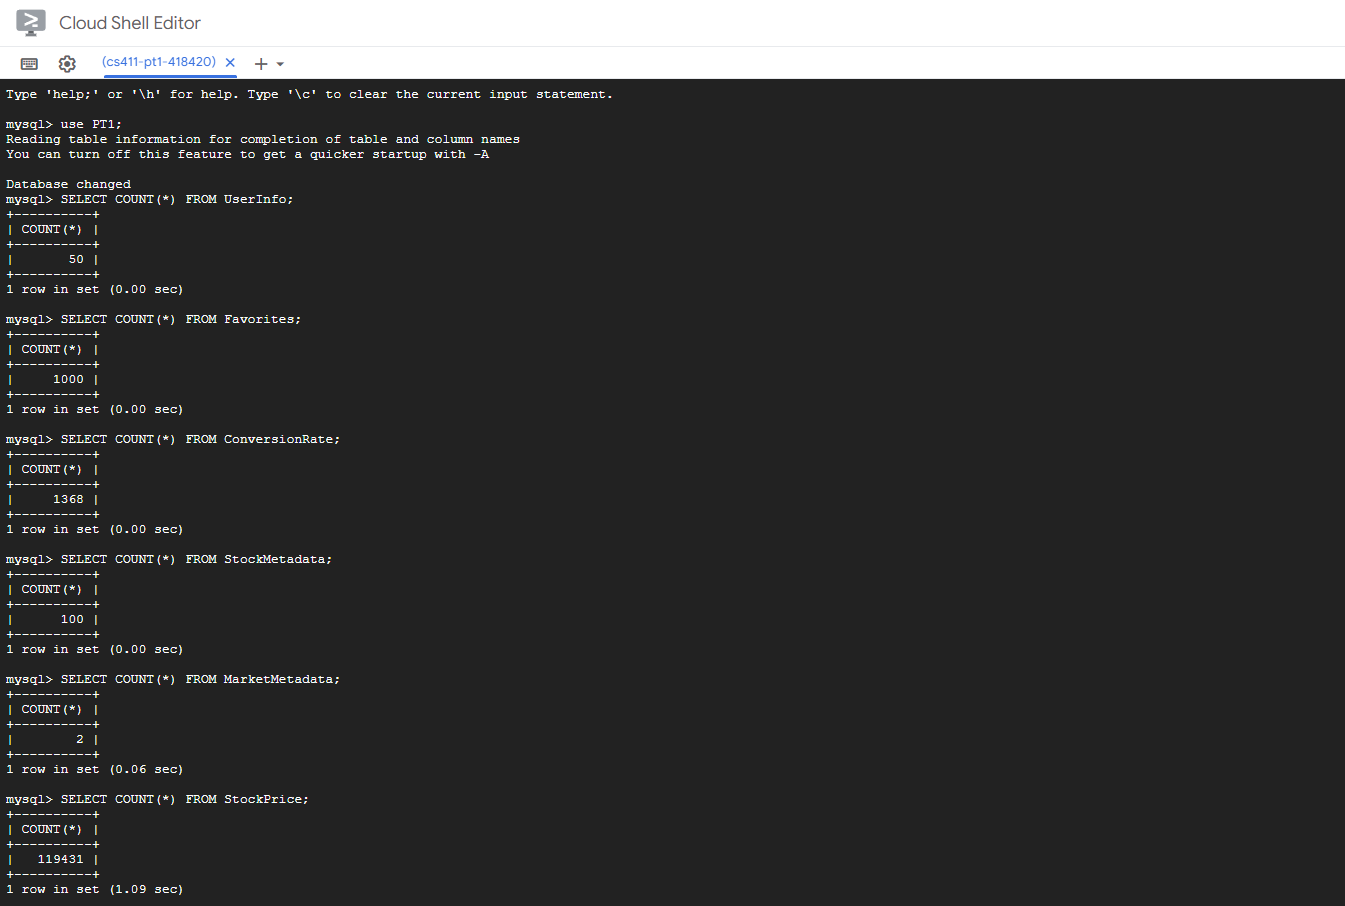 Cloud Shell Editor
(cs411-pt1-418420)
Type 'help;' or '\h' for help. Type '\c' to clear the current input statement.
mysql> use PT1;
Reading table information for completion of table and column names
You can turn off this feature to get a quicker startup with -A
Database changed
mysql> SELECT COUNT(*) FROM UserInfo;
+----------+
| COUNT(*) |
+----------+
|       50 |
+----------+
1 row in set (0.00 sec)
mysql> SELECT COUNT(*) FROM Favorites;
+----------+
| COUNT(*) |
+----------+
|     1000 |
+----------+
1 row in set (0.00 sec)
mysql> SELECT COUNT(*) FROM ConversionRate;
+----------+
| COUNT(*) |
+----------+
|     1368 |
+----------+
1 row in set (0.00 sec)
mysql> SELECT COUNT(*) FROM StockMetadata;
+----------+
| COUNT(*) |
+----------+
|      100 |
+----------+
1 row in set (0.00 sec)
mysql> SELECT COUNT(*) FROM MarketMetadata;
+----------+
| COUNT(*) |
+----------+
|        2 |
+----------+
1 row in set (0.06 sec)
mysql> SELECT COUNT(*) FROM StockPrice;
+----------+
| COUNT(*) |
+----------+
|   119431 |
+----------+
1 row in set (1.09 sec)